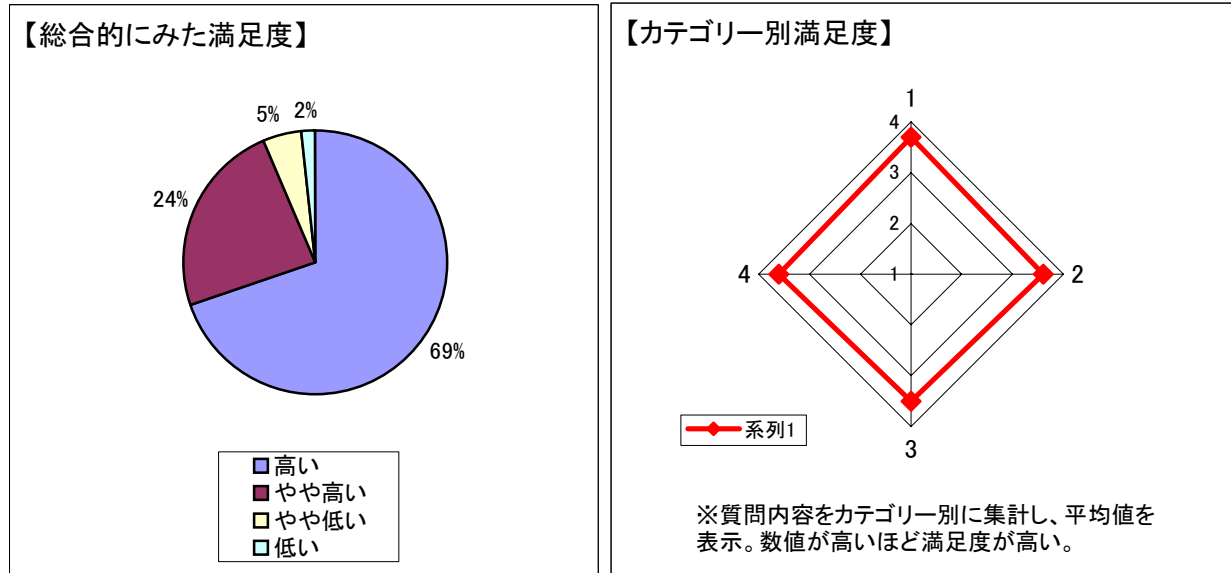 【総合的にみた満足度】
5%
2%
24%
69%
高い
やや高い
やや低い
低い
【カテゴリー別満足度】
1
4
3
2
1
4
2
3
系列1
※質問内容をカテゴリー別に集計し、平均値を
表示。数値が高いほど満足度が高い。